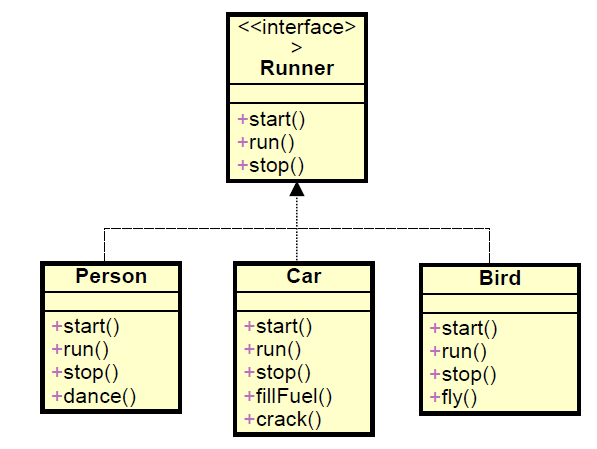 <<interface>
>
Runner
+start()
+run()
+stop()
Person
+start()
+run()
+stop()
+dance()
Car
+start()
+run()
+stop()
+fillFuel()
+crack()
Bird
+start()
+run()
+stop()
+fly()